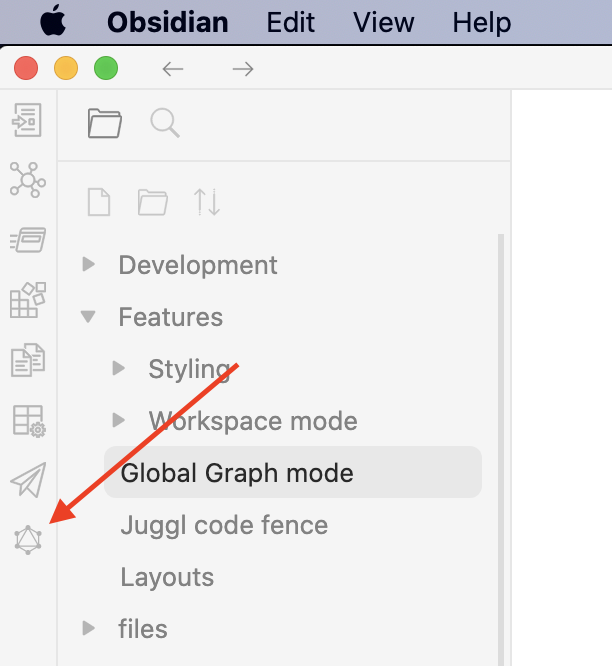 Obsidian Edit View Help
Development
Features
Styling
Workspace mode
Global Graph mode
Juggl code fence
Layouts
files